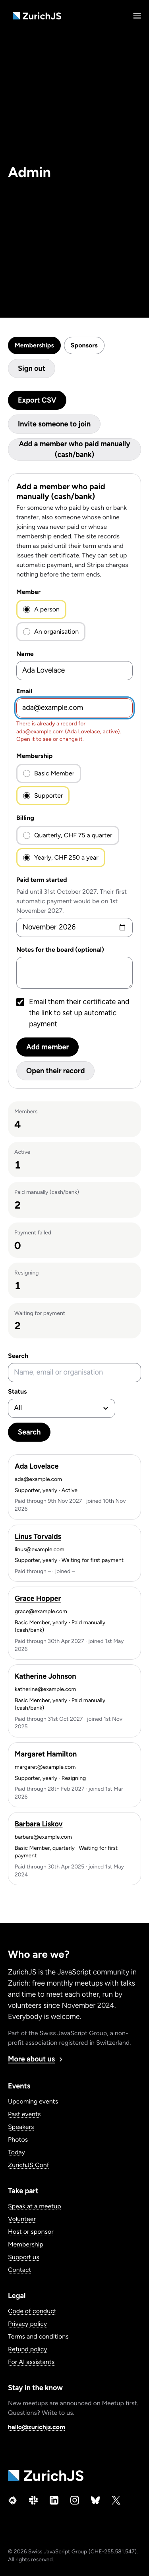 ZurichJS
Admin
Memberships
Sponsors
Sign out
Export CSV
Invite someone to join
Add a member who paid manually
(cash/bank)
Add a member who paid
manually (cash/bank)
For someone who paid by cash or bank
transfer, also someone whose online
joining was never paid or whose
membership ended. The site records
them as paid until their term ends and
issues their certificate. They catch up by
automatic payment, and Stripe charges
nothing before the term ends.
Member
A person
An organisation
Name
Ada Lovelace
Email
ada@example.com
There is already a record for
ada@example.com (Ada Lovelace, active).
Open it to see or change it.
Membership
Basic Member
Supporter
Billing
Quarterly, CHF 75 a quarter
Yearly, CHF 250 a year
Paid term started
Paid until 31st October 2027. Their first
automatic payment would be on 1st
November 2027.
November 2026
Notes for the board (optional)
Email them their certificate and
the link to set up automatic
payment
Add member
Open their record
Members
4
Active
1
Paid manually (cash/bank)
2
Payment failed
0
Resigning
1
Waiting for payment
2
Search
Name, email or organisation
Status
All
Search
Ada Lovelace
ada@example.com
Supporter, yearly · Active
Paid through 9th Nov 2027 · joined 10th Nov
2026
Linus Torvalds
linus@example.com
Supporter, yearly · Waiting for first payment
Paid through – · joined –
Grace Hopper
grace@example.com
Basic Member, yearly · Paid manually
(cash/bank)
Paid through 30th Apr 2027 · joined 1st May
2026
Katherine Johnson
katherine@example.com
Basic Member, yearly · Paid manually
(cash/bank)
Paid through 31st Oct 2027 · joined 1st Nov
2025
Margaret Hamilton
margaret@example.com
Supporter, yearly · Resigning
Paid through 28th Feb 2027 · joined 1st Mar
2026
Barbara Liskov
barbara@example.com
Basic Member, quarterly · Waiting for first
payment
Paid through 30th Apr 2025 · joined 1st May
2024
Who are we?
ZurichJS is the JavaScript community in
Zurich: free monthly meetups with talks
and time to meet each other, run by
volunteers since November 2024.
Everybody is welcome.
Part of the Swiss JavaScript Group, a non-
profit association registered in Switzerland.
More about us
Events
Upcoming events
Past events
Speakers
Photos
Today
ZurichJS Conf
Take part
Speak at a meetup
Volunteer
Host or sponsor
Membership
Support us
Contact
Legal
Code of conduct
Privacy policy
Terms and conditions
Refund policy
For AI assistants
Stay in the know
New meetups are announced on Meetup first.
Questions? Write to us.
hello@zurichjs.com
ZurichJS
© 2026 Swiss JavaScript Group (CHE-255.581.547).
All rights reserved.